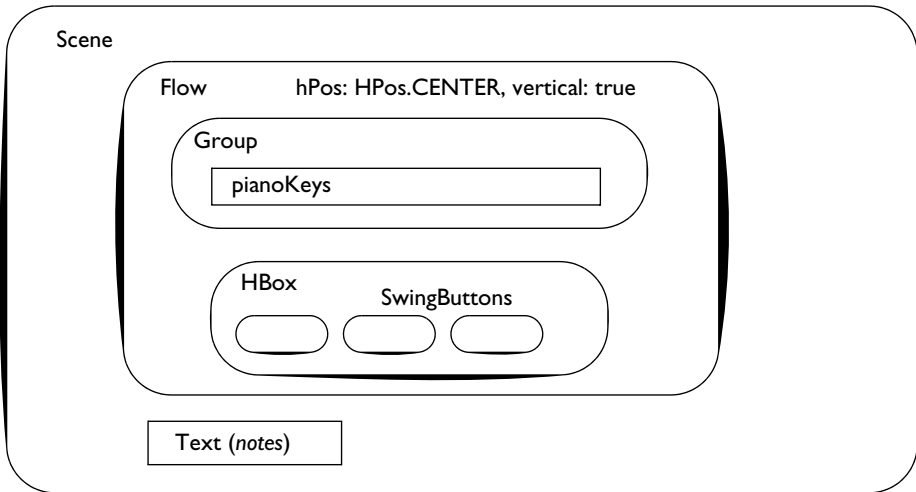 Scene
Flow hPos: HPos.CENTER, vertical: true
Group
pianoKeys
HBox
SwingButtons
Text (notes)